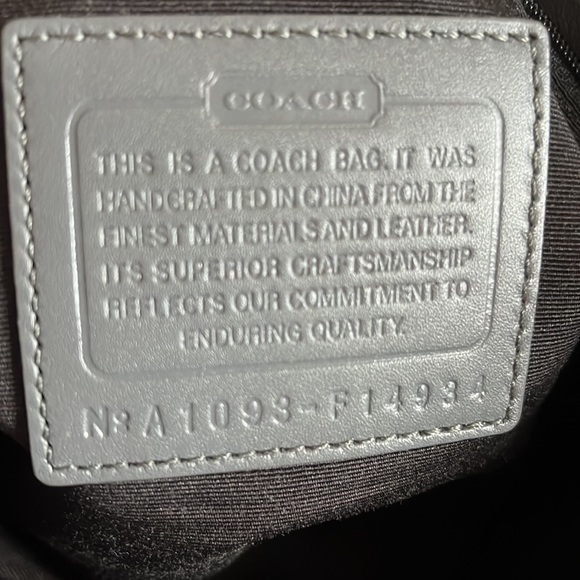 COACH
THIS IS A COACH BAG. IT WAS
HANDCRAFTED IN CHINA FROM THE
FINEST MATERIALS AND LEATHER.
IT'S SUPERIOR CRAFTSMANSHIP
REFLECTS OUR COMMITMENT TO
ENDURING QUALITY.
No A1093-F14934